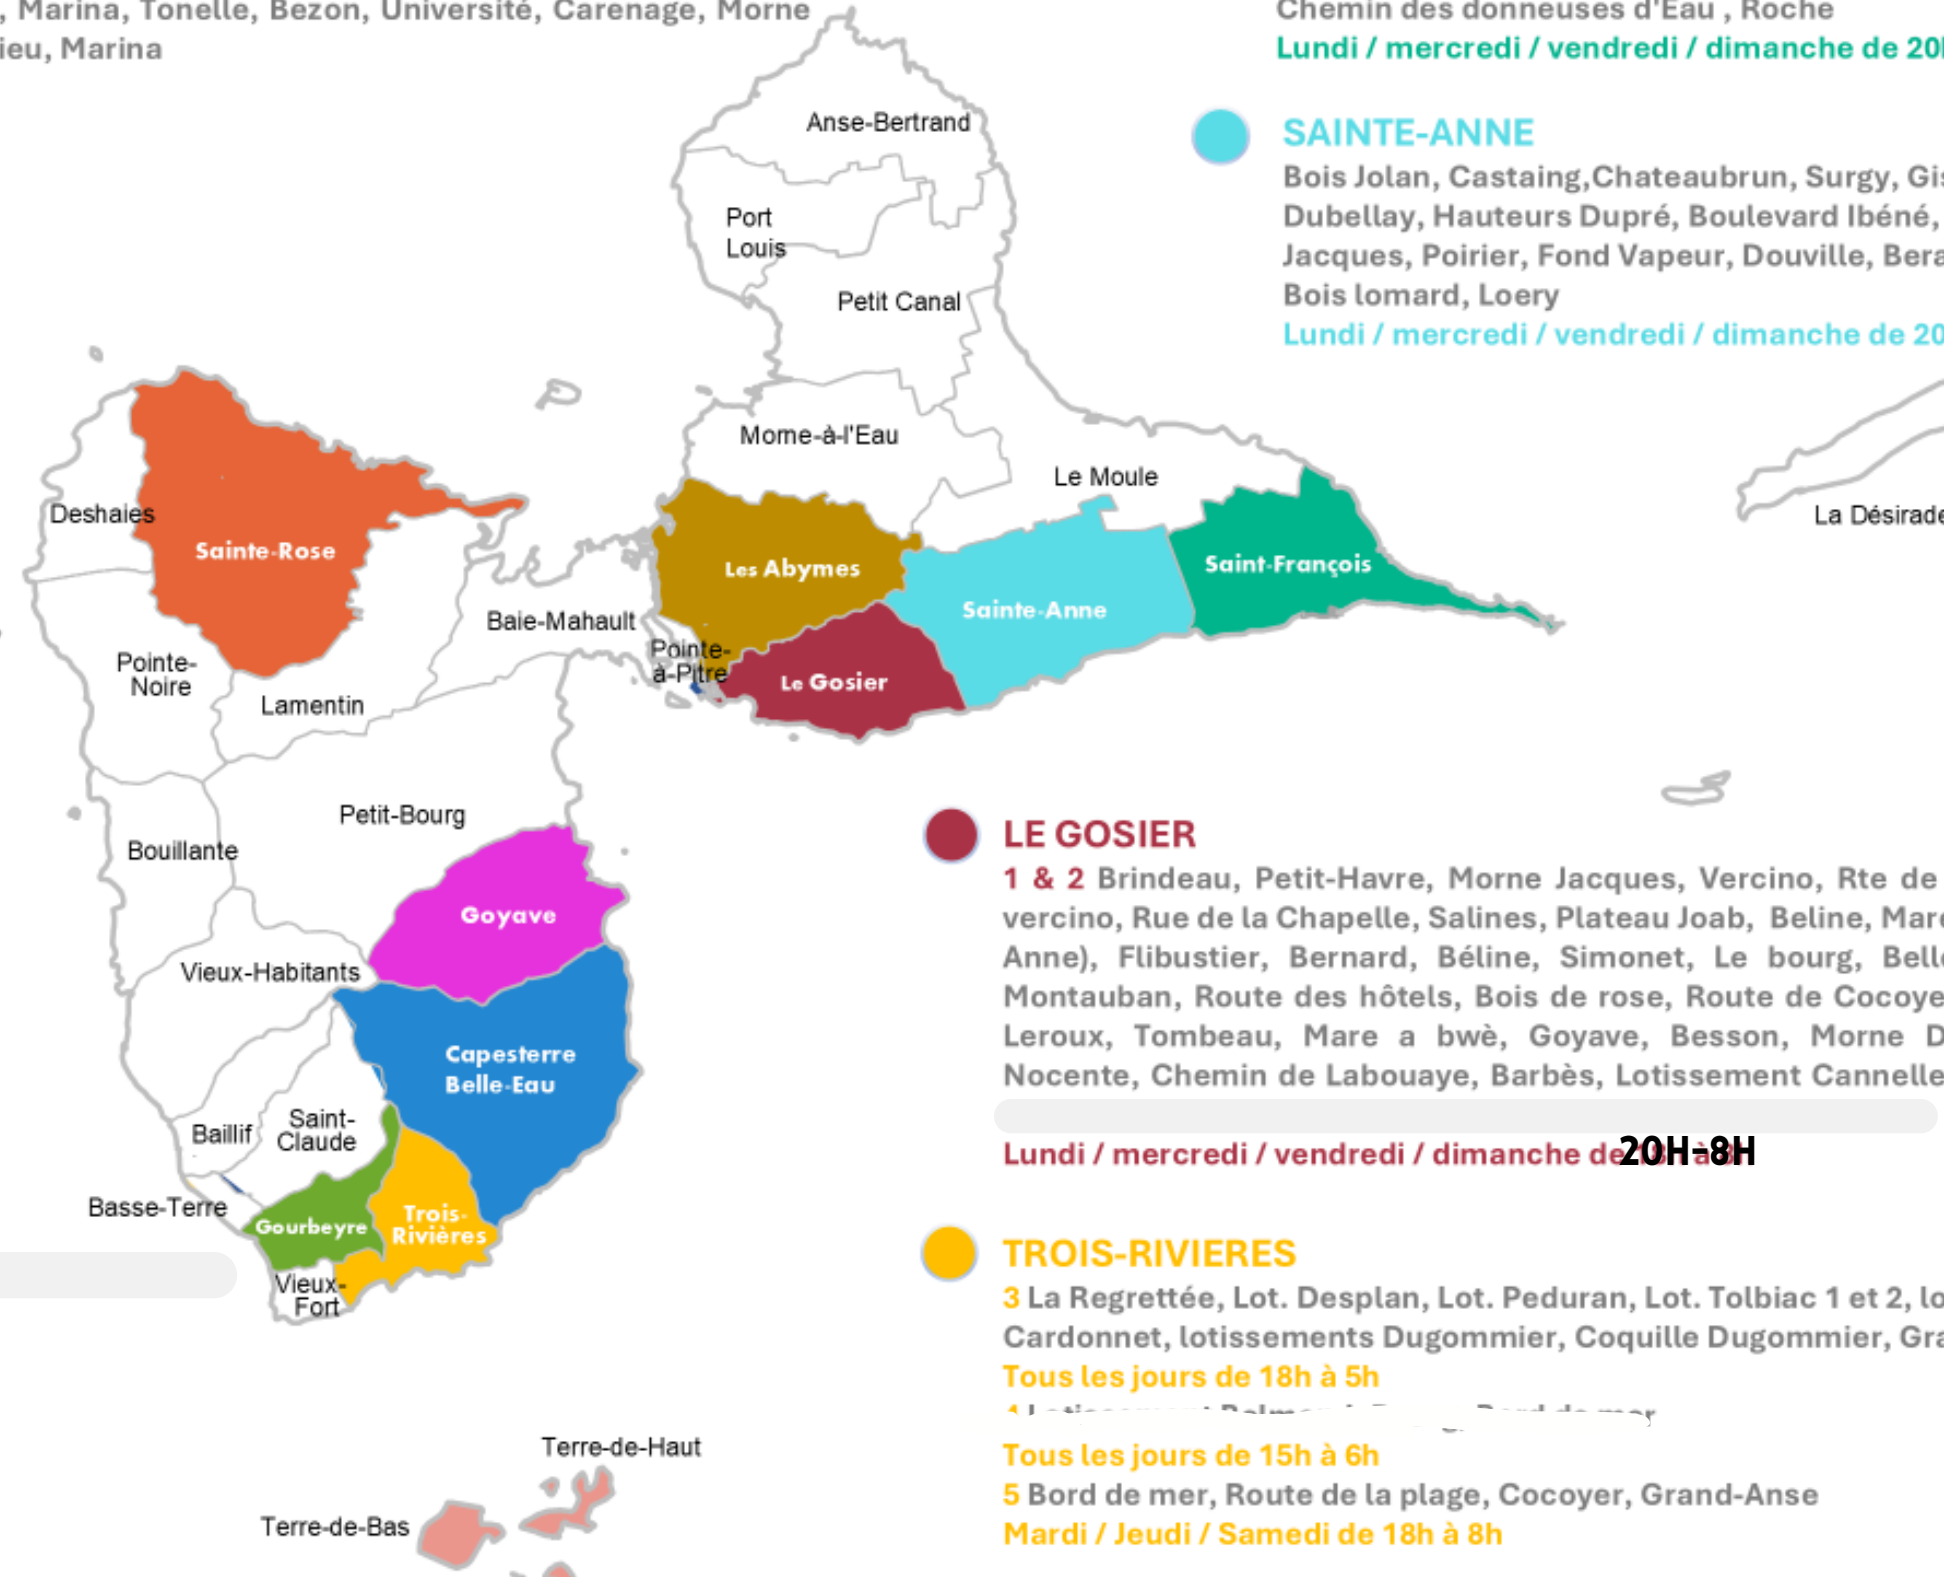 , Marina, Tonelle, Bezon, Université, Carenage, Morne
ieu, Marina
Chemin des donneuses d'Eau , Roche
Lundi / mercredi / vendredi / dimanche de 20
SAINTE-ANNE
Bois Jolan, Castaing,Chateaubrun, Surgy, Gis
Dubellay, Hauteurs Dupré, Boulevard Ibéné,
Jacques, Poirier, Fond Vapeur, Douville, Bera
Bois lomard, Loery
Lundi / mercredi / vendredi / dimanche de 20
Anse-Bertrand
Port
Louis
Petit Canal
Morne-à-l'Eau
Le Moule
Deshaies
Sainte-Rose
Les Abymes
Saint-François
La Désirade
Sainte-Anne
Baie-Mahault
Pointe-
à-Pitre
Le Gosier
Pointe-
Noire
Lamentin
Petit-Bourg
Bouillante
Goyave
Vieux-Habitants
Capesterre
Belle-Eau
Baillif
Saint-
Claude
Basse-Terre
Gourbeyre
Trois-
Rivières
Vieux-
Fort
Terre-de-Haut
Terre-de-Bas
LE GOSIER
1 & 2 Brindeau, Petit-Havre, Morne Jacques, Vercino, Rte de
vercino, Rue de la Chapelle, Salines, Plateau Joab, Beline, Mare
Anne), Flibustier, Bernard, Béline, Simonet, Le bourg, Belle
Montauban, Route des hôtels, Bois de rose, Route de Cocoye
Leroux, Tombeau, Mare a bwè, Goyave, Besson, Morne D
Nocente, Chemin de Labouaye, Barbès, Lotissement Cannelle
Lundi / mercredi / vendredi / dimanche de 20H-8H
TROIS-RIVIERES
3 La Regrettée, Lot. Desplan, Lot. Peduran, Lot. Tolbiac 1 et 2, lo
Cardonnet, lotissements Dugommier, Coquille Dugommier, Gra
Tous les jours de 18h à 5h
Tous les jours de 15h à 6h
5 Bord de mer, Route de la plage, Cocoyer, Grand-Anse
Mardi / Jeudi / Samedi de 18h à 8h